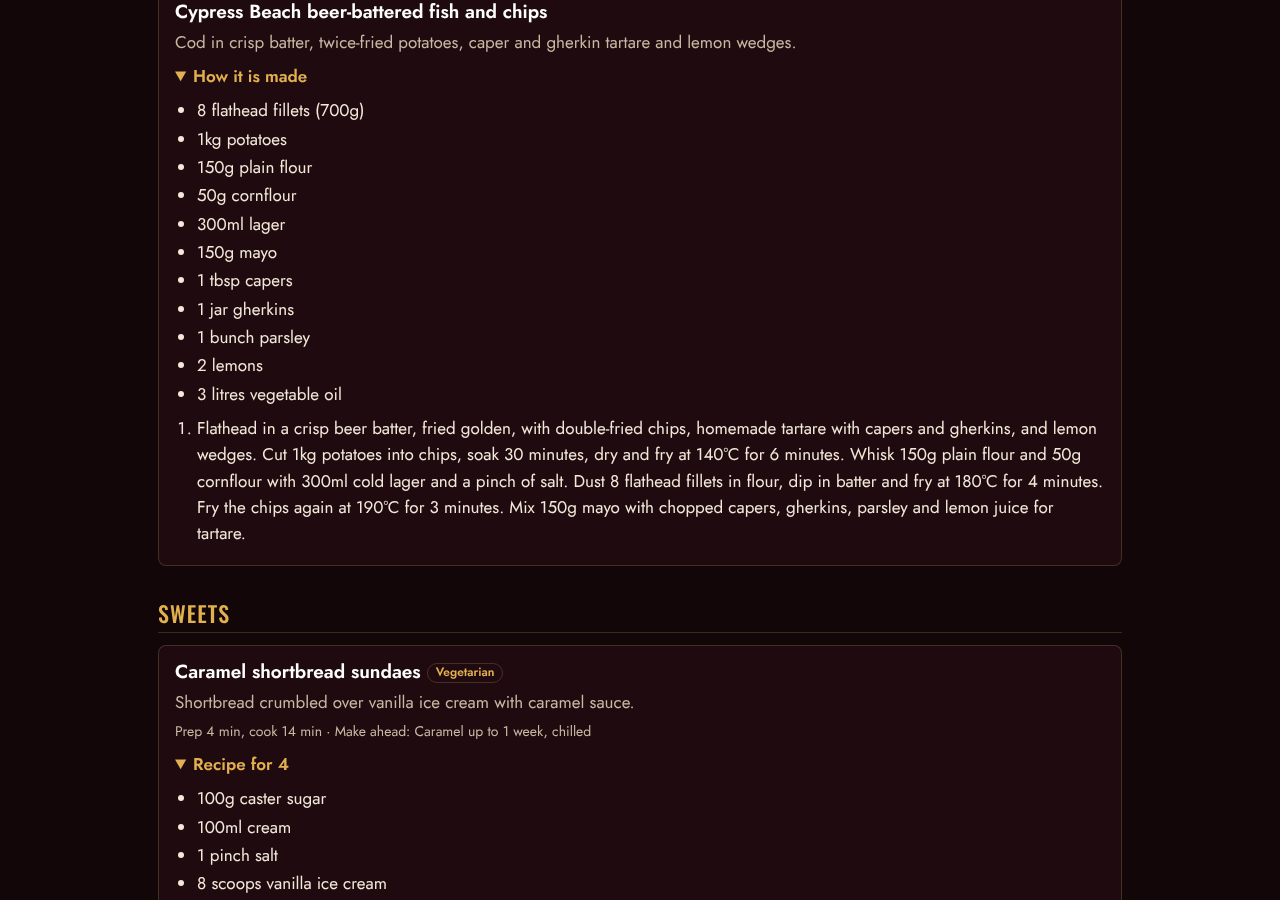 Cypress Beach beer-battered fish and chips
Cod in crisp batter, twice-fried potatoes, caper and gherkin tartare and lemon wedges.
▼ How it is made
• 8 flathead fillets (700g)
• 1kg potatoes
• 150g plain flour
• 50g cornflour
• 300ml lager
• 150g mayo
• 1 tbsp capers
• 1 jar gherkins
• 1 bunch parsley
• 2 lemons
• 3 litres vegetable oil
1. Flathead in a crisp beer batter, fried golden, with double-fried chips, homemade tartare with capers and gherkins, and lemon
wedges. Cut 1kg potatoes into chips, soak 30 minutes, dry and fry at 140°C for 6 minutes. Whisk 150g plain flour and 50g
cornflour with 300ml cold lager and a pinch of salt. Dust 8 flathead fillets in flour, dip in batter and fry at 180°C for 4 minutes.
Fry the chips again at 190°C for 3 minutes. Mix 150g mayo with chopped capers, gherkins, parsley and lemon juice for
tartare.
SWEETS
Caramel shortbread sundaes Vegetarian
Shortbread crumbled over vanilla ice cream with caramel sauce.
Prep 4 min, cook 14 min · Make ahead: Caramel up to 1 week, chilled
▼ Recipe for 4
• 100g caster sugar
• 100ml cream
• 1 pinch salt
• 8 scoops vanilla ice cream